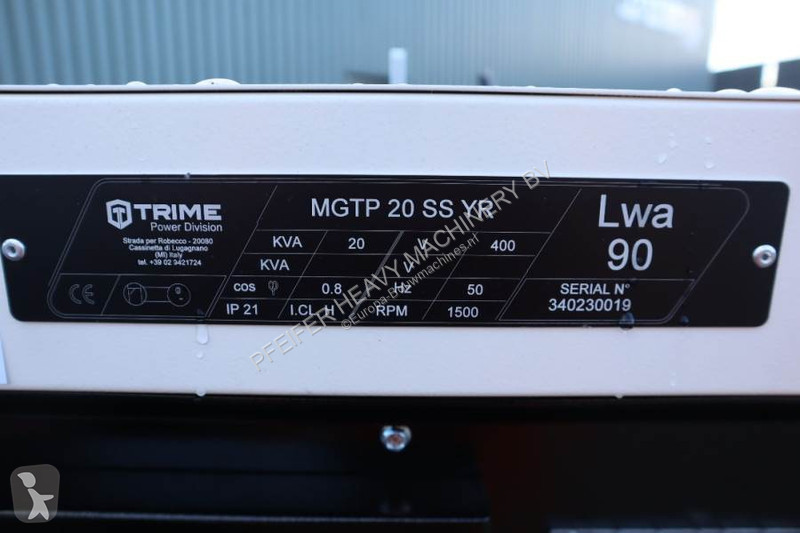 TRIME
Power Division
Strada per Robecco - 20080
Cassinetta di Lugagnano
(MI) Italy
tel. +39 02 9421724
CE
MGTP 20 SS YP
KVA 20 V 400
KVA V
cos φ 0.8 Hz 50
IP 21 I.CL. H RPM 1500
Lwa
90
SERIAL N°
340230019
PFEIFER HEAVY MACHINERY BV
©Europa-Bouwmachines.nl